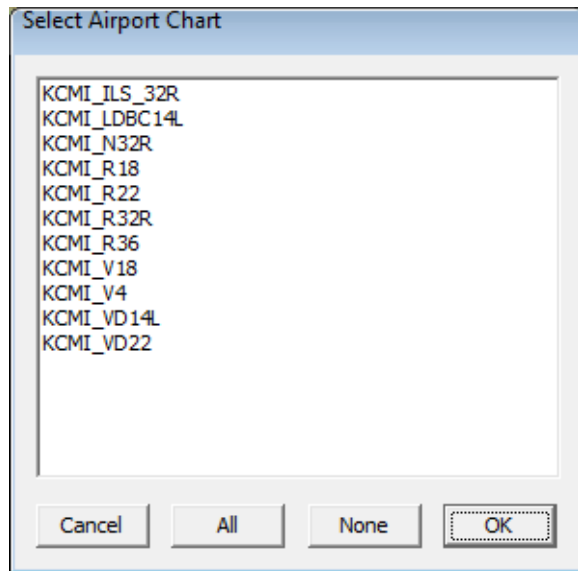 Select Airport Chart
KCMI_ILS_32R
KCMI_LDBC14L
KCMI_N32R
KCMI_R18
KCMI_R22
KCMI_R32R
KCMI_R36
KCMI_V18
KCMI_V4
KCMI_VD14L
KCMI_VD22
Cancel All None OK